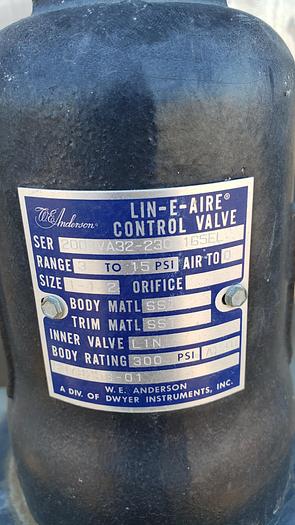 W.E. Anderson
LIN-E-AIRE®
CONTROL VALVE
SER
RANGE 3 TO 15 PSI AIR TO O
SIZE ORIFICE
BODY MATL SS
TRIM MATL SS
INNER VALVE LIN
BODY RATING 300 PSI
W. E. ANDERSON
A DIV. OF DWYER INSTRUMENTS, INC.